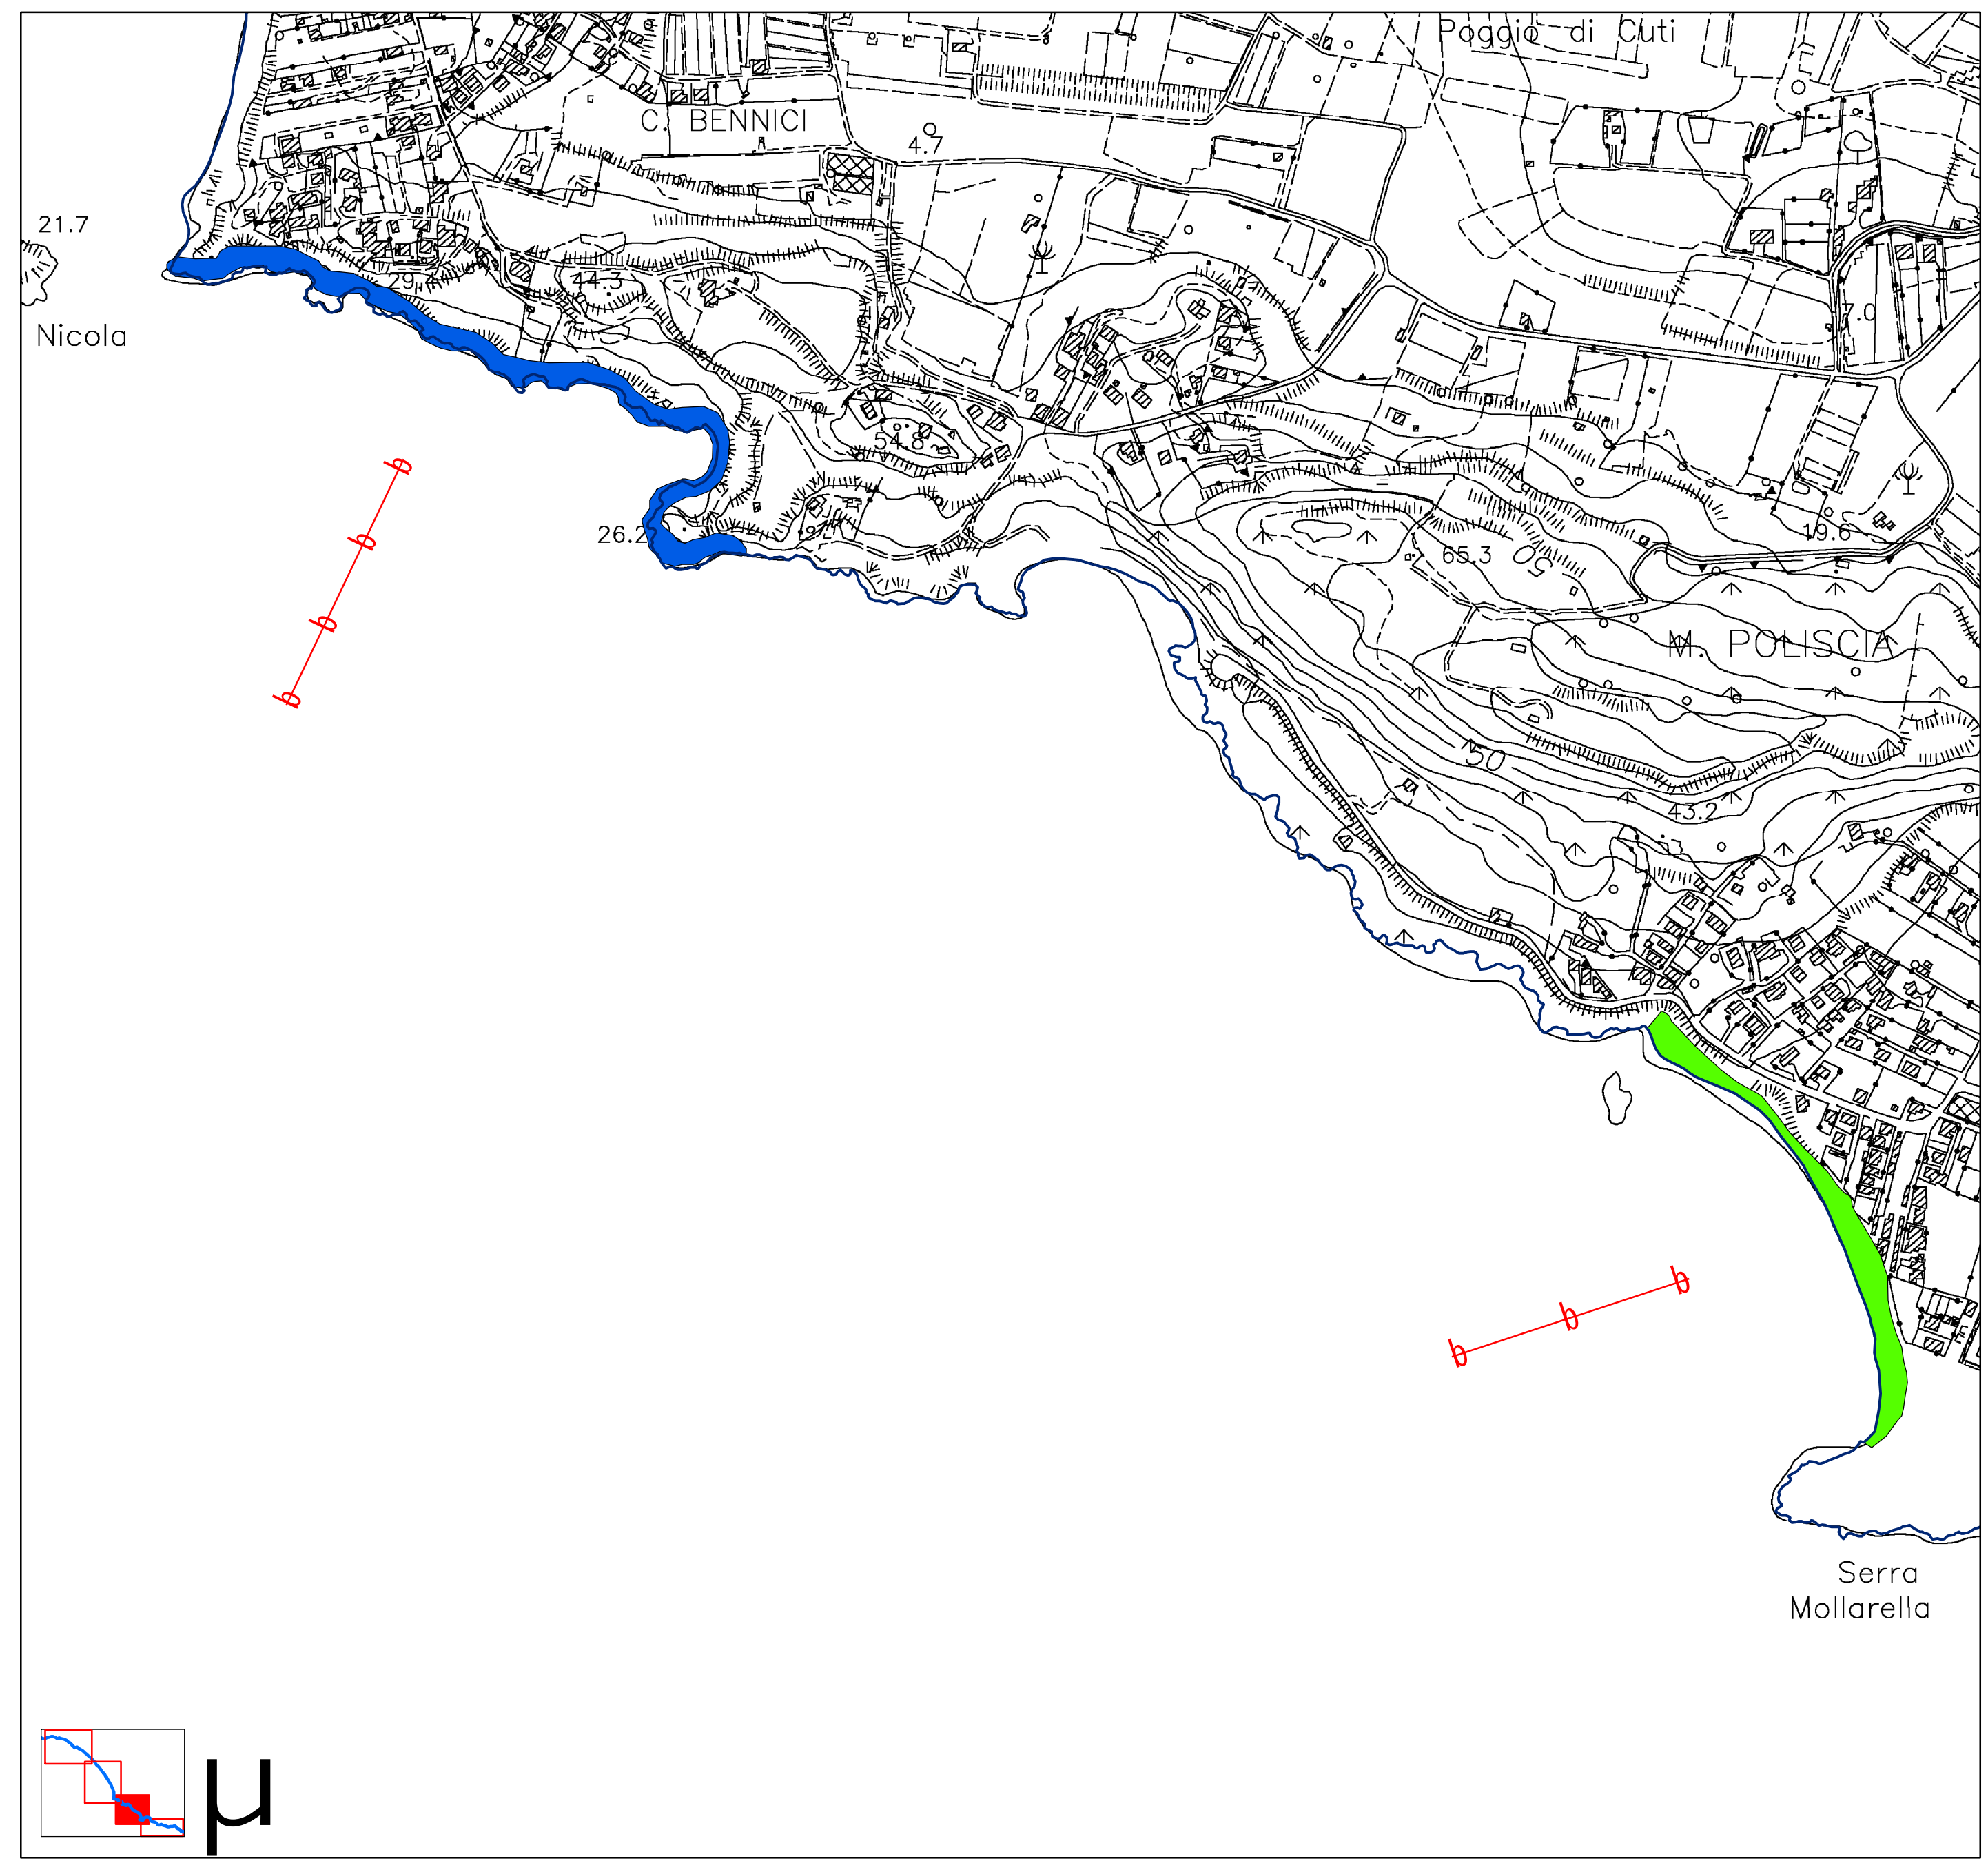 Poggio di Cuti
C. BENNICI
4.7
21.7
Nicola
44.3
7.0
54.8
26.2
19.6
65.3
50
M. POLISCIA
50
43.2
b
b
b
b
b
b
b
Serra
Mollarella
μ